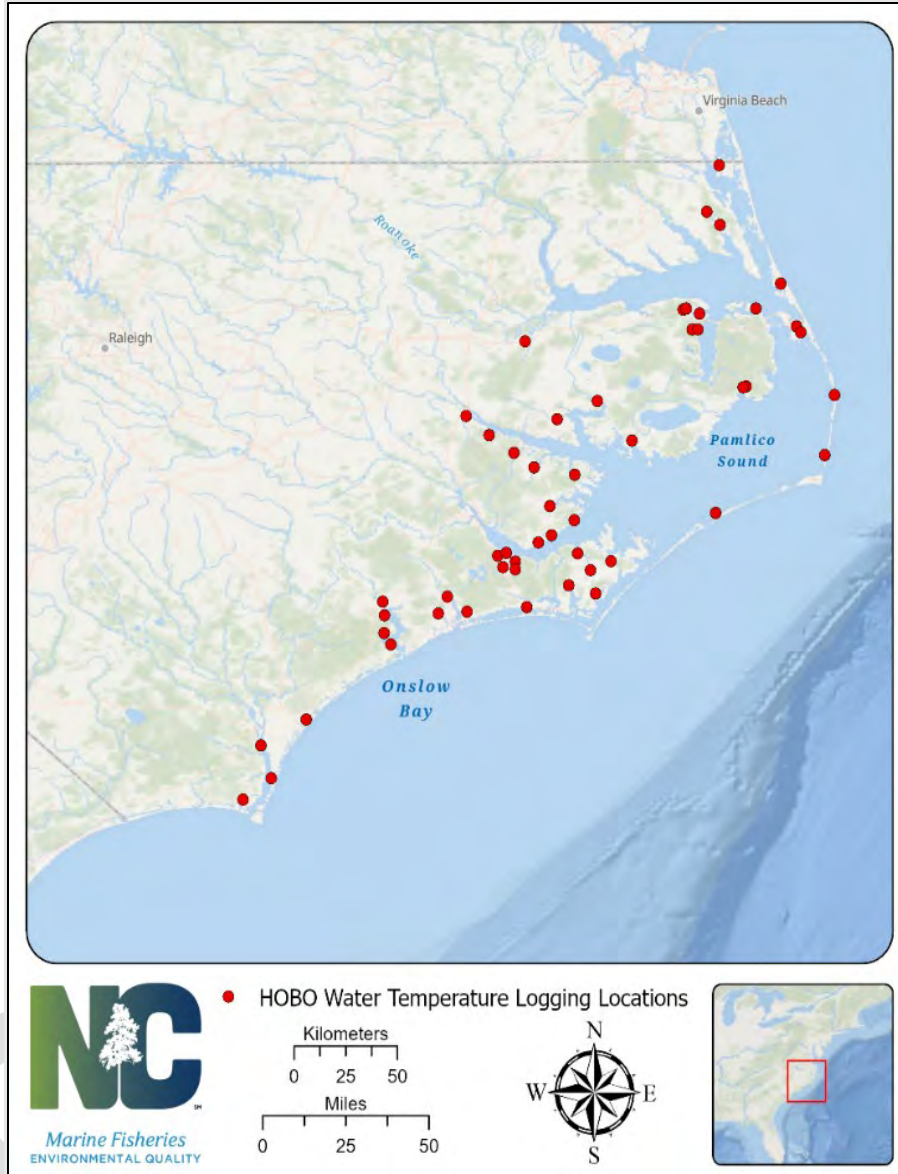 Virginia Beach
Roanoke
Raleigh
Pamlico
Sound
Onslow
Bay
NC
SM
Marine Fisheries
ENVIRONMENTAL QUALITY
HOBO Water Temperature Logging Locations
Kilometers
0 25 50
Miles
0 25 50
N
W E
S